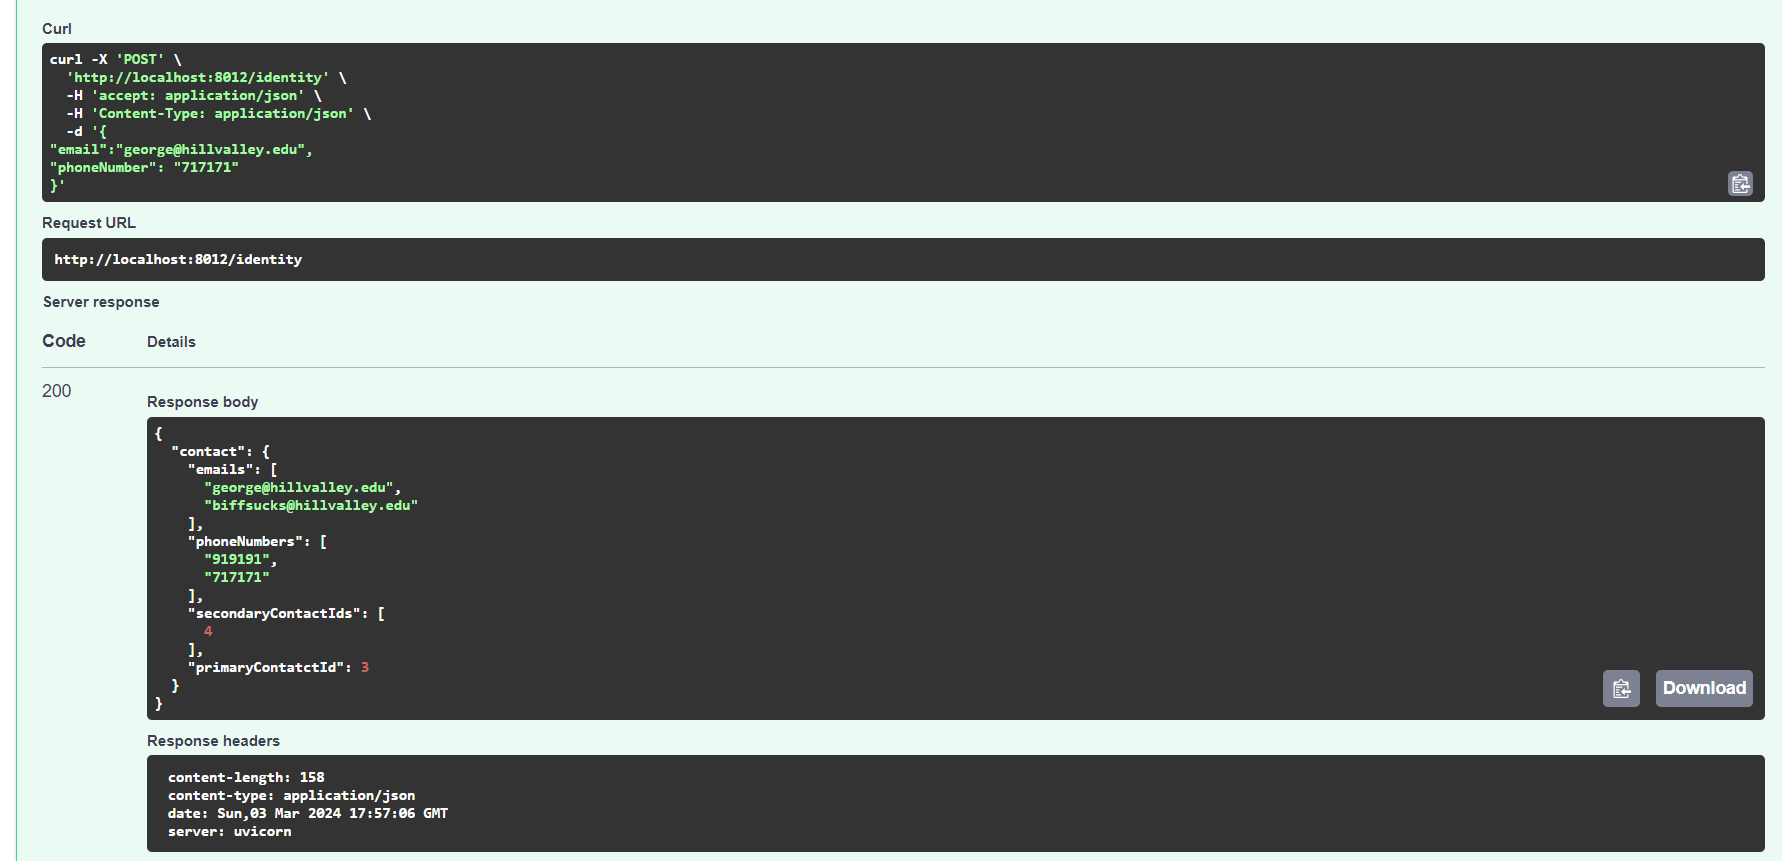 Curl
curl -X 'POST' \
  'http://localhost:8012/identity' \
  -H 'accept: application/json' \
  -H 'Content-Type: application/json' \
  -d '{
"email":"george@hillvalley.edu",
"phoneNumber": "717171"
}'
Request URL
http://localhost:8012/identity
Server response
Code Details
200
Response body
{
  "contact": {
    "emails": [
      "george@hillvalley.edu",
      "biffsucks@hillvalley.edu"
    ],
    "phoneNumbers": [
      "919191",
      "717171"
    ],
    "secondaryContactIds": [
      4
    ],
    "primaryContatctId": 3
  }
}
Download
Response headers
content-length: 158
content-type: application/json
date: Sun,03 Mar 2024 17:57:06 GMT
server: uvicorn